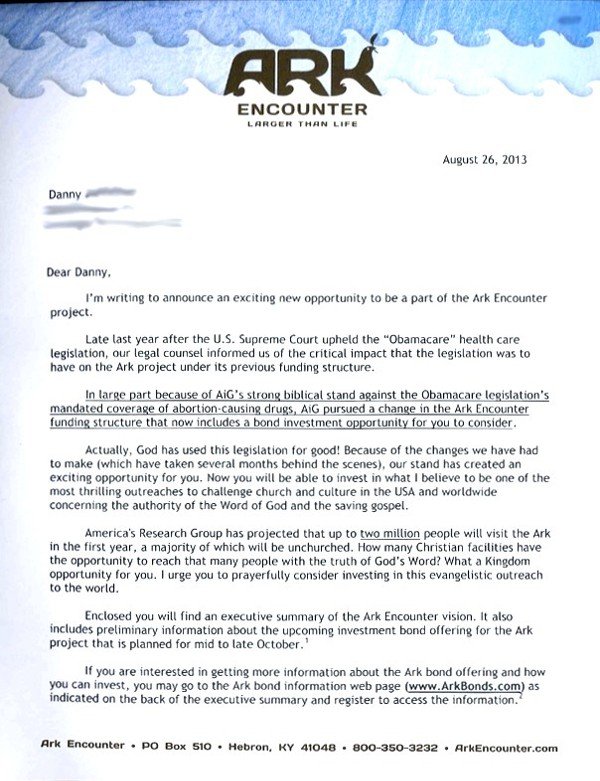 ARK
ENCOUNTER
LARGER THAN LIFE
August 26, 2013
Danny
Dear Danny,
I'm writing to announce an exciting new opportunity to be a part of the Ark Encounter
project.
Late last year after the U.S. Supreme Court upheld the “Obamacare” health care
legislation, our legal counsel informed us of the critical impact that the legislation was to
have on the Ark project under its previous funding structure.
In large part because of AiG's strong biblical stand against the Obamacare legislation's
mandated coverage of abortion-causing drugs, AiG pursued a change in the Ark Encounter
funding structure that now includes a bond investment opportunity for you to consider.
Actually, God has used this legislation for good! Because of the changes we have had
to make (which have taken several months behind the scenes), our stand has created an
exciting opportunity for you. Now you will be able to invest in what I believe to be one of the
most thrilling outreaches to challenge church and culture in the USA and worldwide
concerning the authority of the Word of God and the saving gospel.
America's Research Group has projected that up to two million people will visit the Ark
in the first year, a majority of which will be unchurched. How many Christian facilities have
the opportunity to reach that many people with the truth of God's Word? What a Kingdom
opportunity for you. I urge you to prayerfully consider investing in this evangelistic outreach
to the world.
Enclosed you will find an executive summary of the Ark Encounter vision. It also
includes preliminary information about the upcoming investment bond offering for the Ark
project that is planned for mid to late October.¹
If you are interested in getting more information about the Ark bond offering and how
you can invest, you may go to the Ark bond information web page (www.ArkBonds.com) as
indicated on the back of the executive summary and register to access the information.²
Ark Encounter • PO Box 510 • Hebron, KY 41048 • 800-350-3232 • ArkEncounter.com